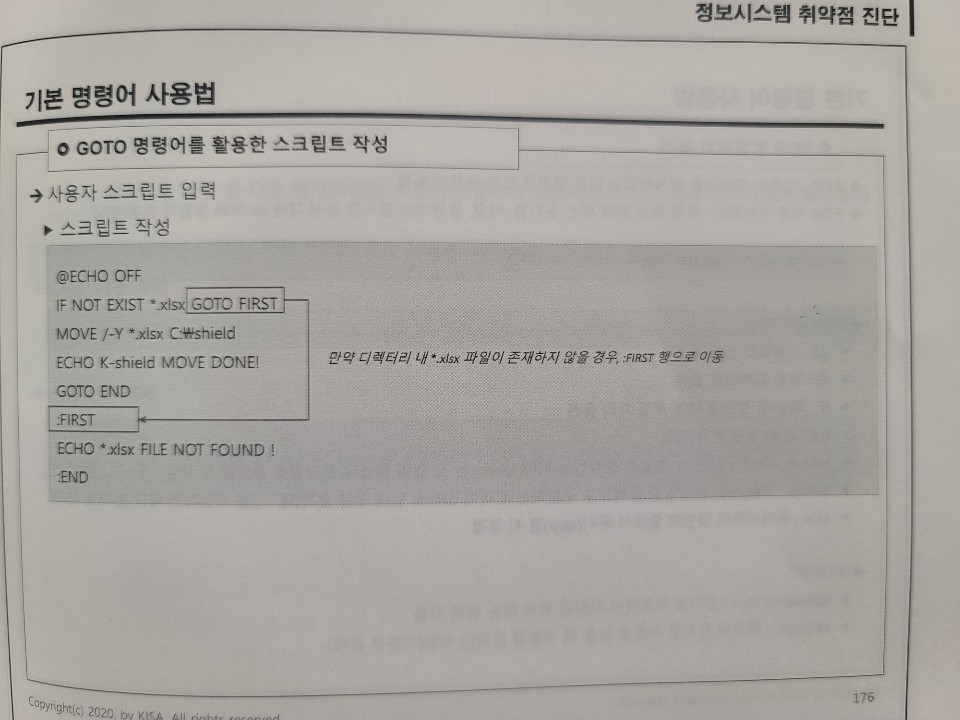 정보시스템 취약점 진단
기본 명령어 사용법
GOTO 명령어를 활용한 스크립트 작성
→사용자 스크립트 입력
▶ 스크립트 작성
@ECHO OFF
IF NOT EXIST *.xlsx GOTO FIRST
MOVE /-Y *.xlsx C:₩shield
ECHO K-shield MOVE DONE!
GOTO END
:FIRST
ECHO *.xlsx FILE NOT FOUND !
:END
만약 디렉터리 내 *.xlsx 파일이 존재하지 않을 경우, :FIRST 행으로 이동
176
Copyright(c) 2020. by KISA. All rights reserved